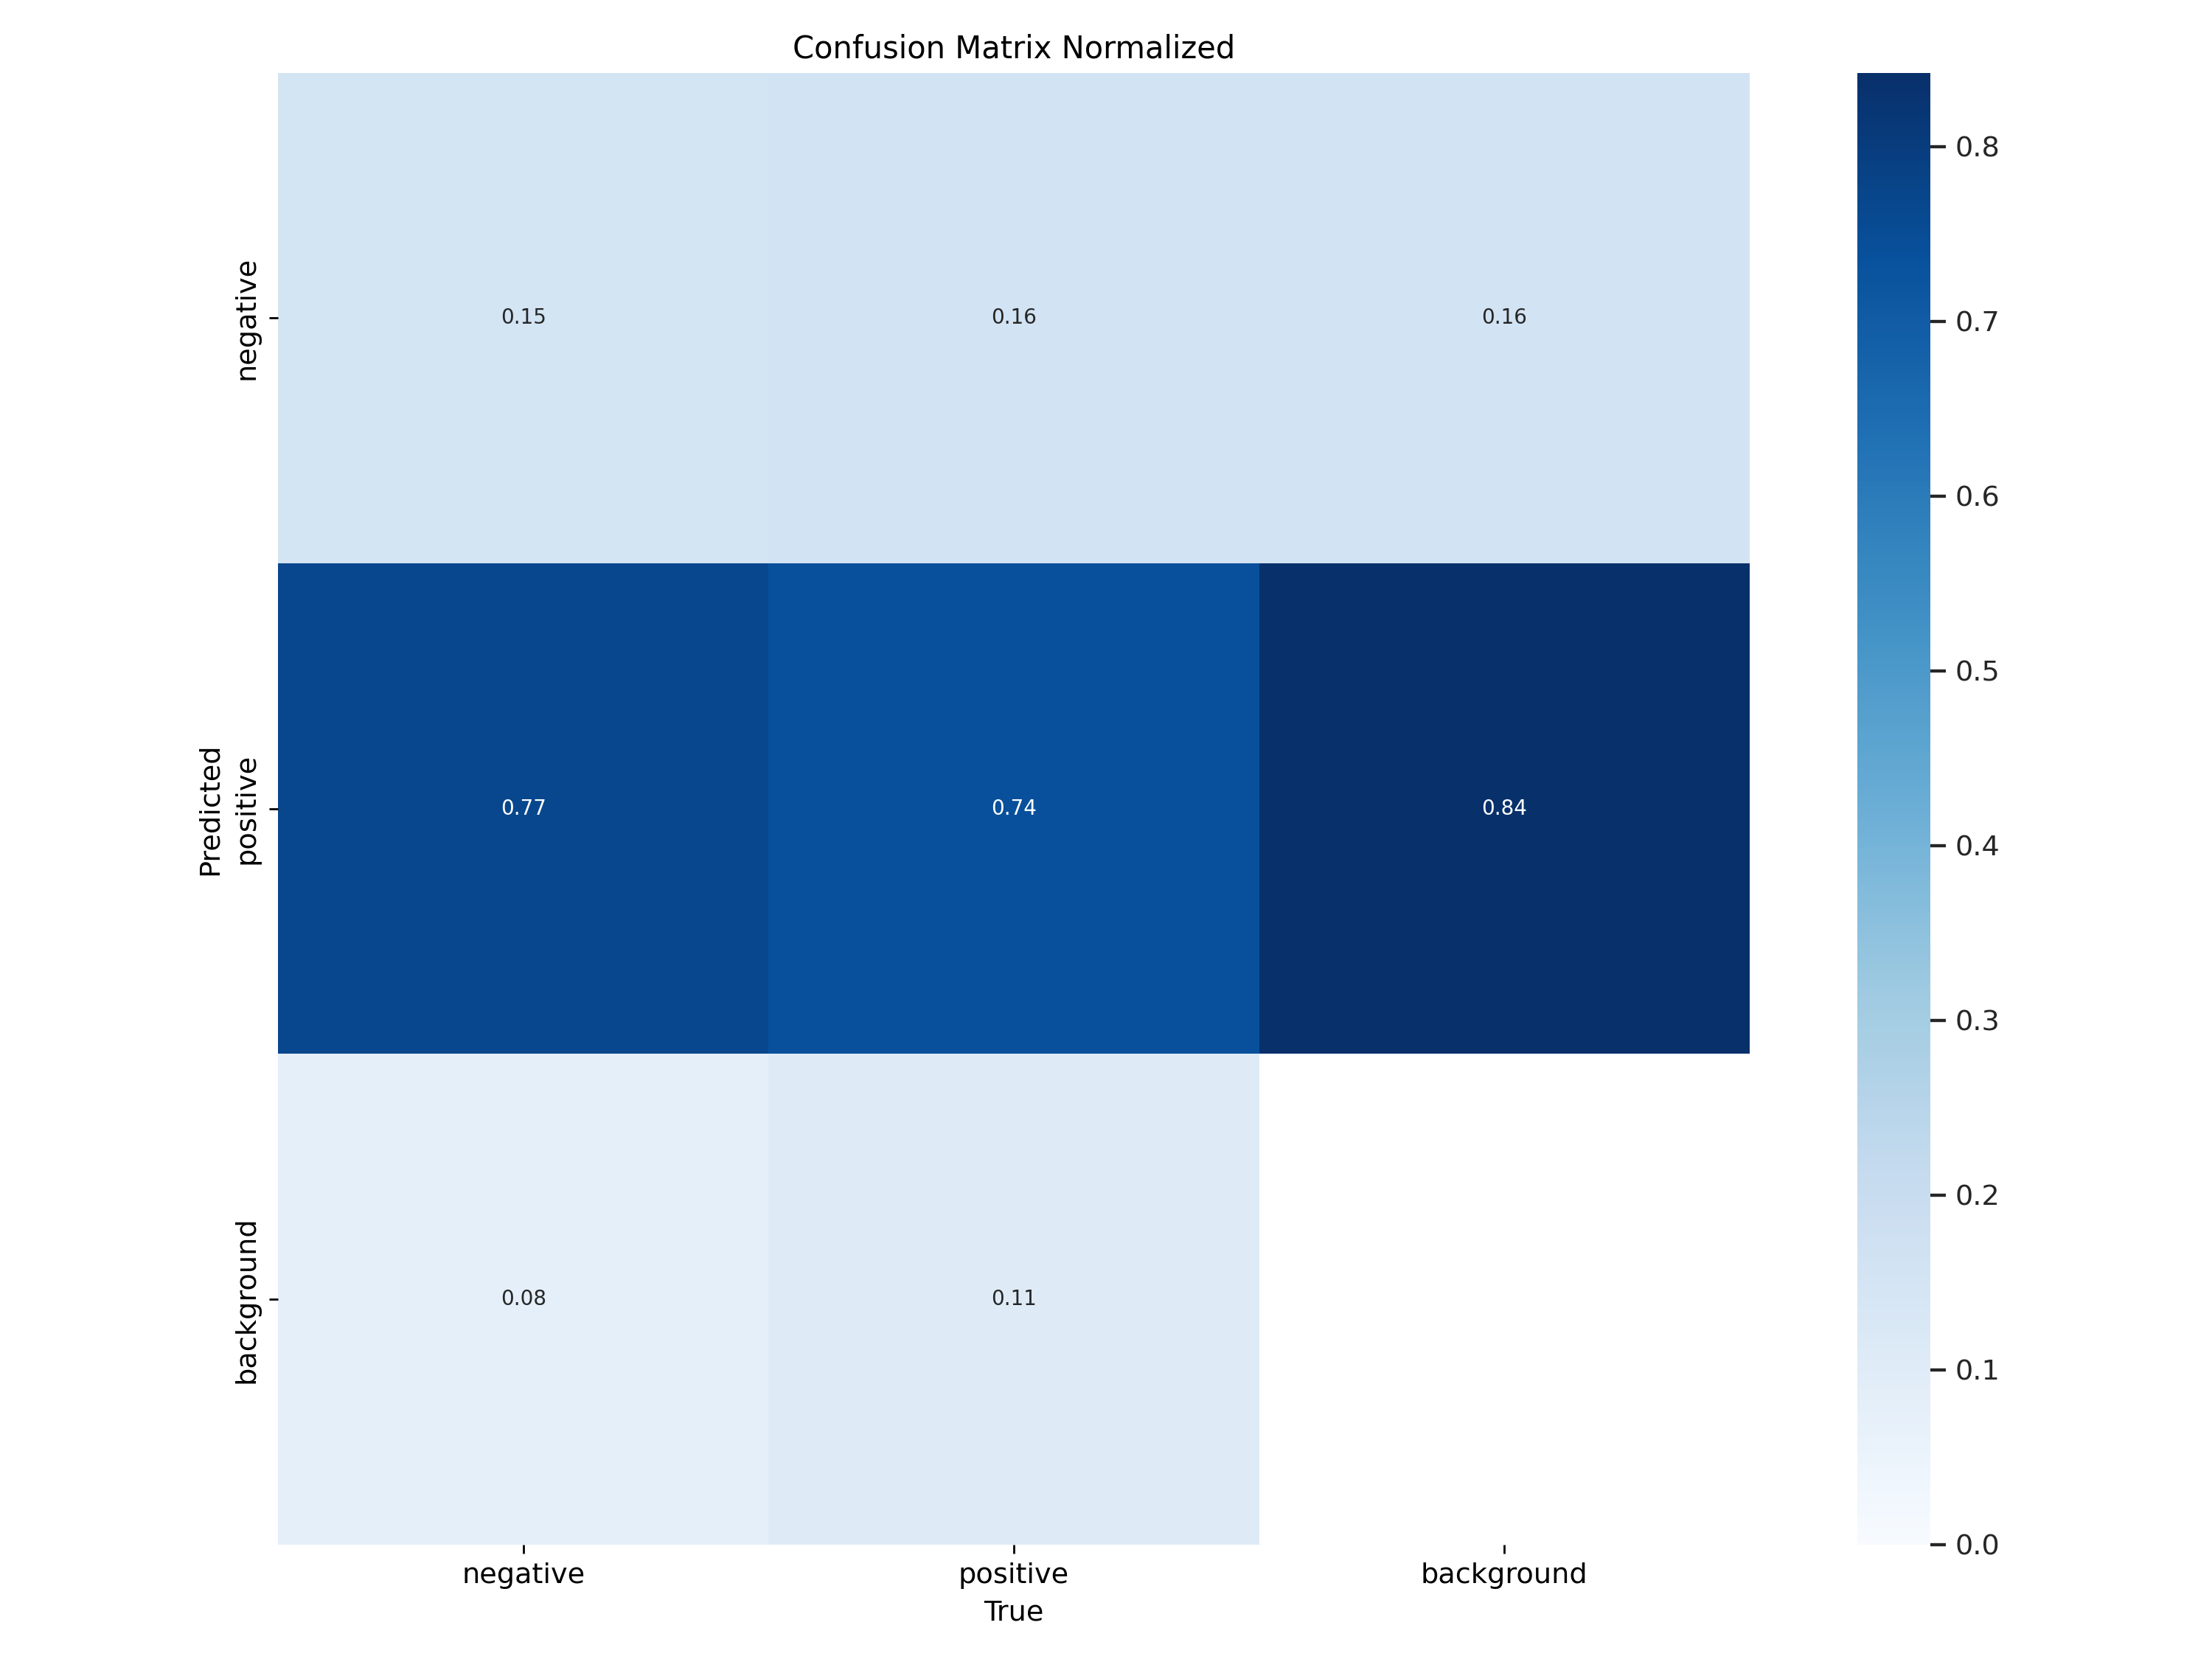 Confusion Matrix Normalized
negative
0.15
0.16
0.16
Predicted
positive
0.77
0.74
0.84
background
0.08
0.11
negative
positive
background
True
0.8
0.7
0.6
0.5
0.4
0.3
0.2
0.1
0.0